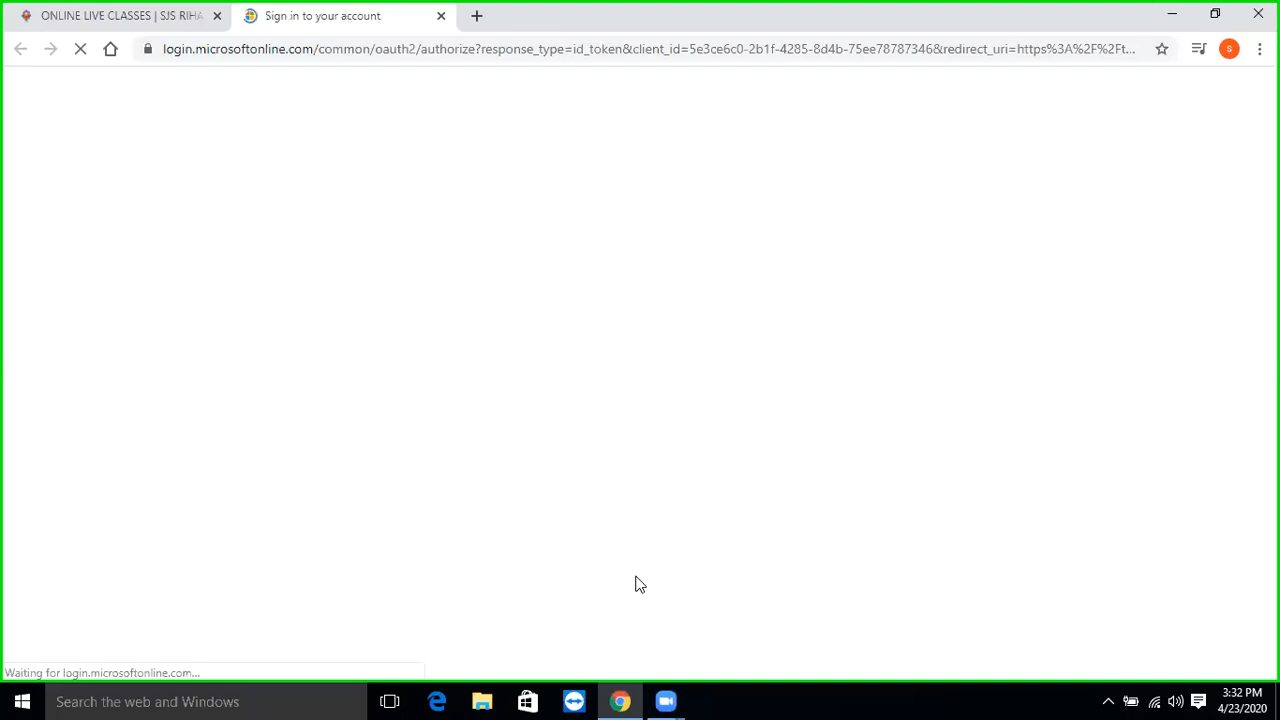 ONLINE LIVE CLASSES | SJS RIHA
Sign in to your account
login.microsoftonline.com/common/oauth2/authorize?response_type=id_token&client_id=5e3ce6c0-2b1f-4285-8d4b-75ee78787346&redirect_uri=https%3A%2F%2Ft...
s
Waiting for login.microsoftonline.com...
Search the web and Windows
3:32 PM
4/23/2020